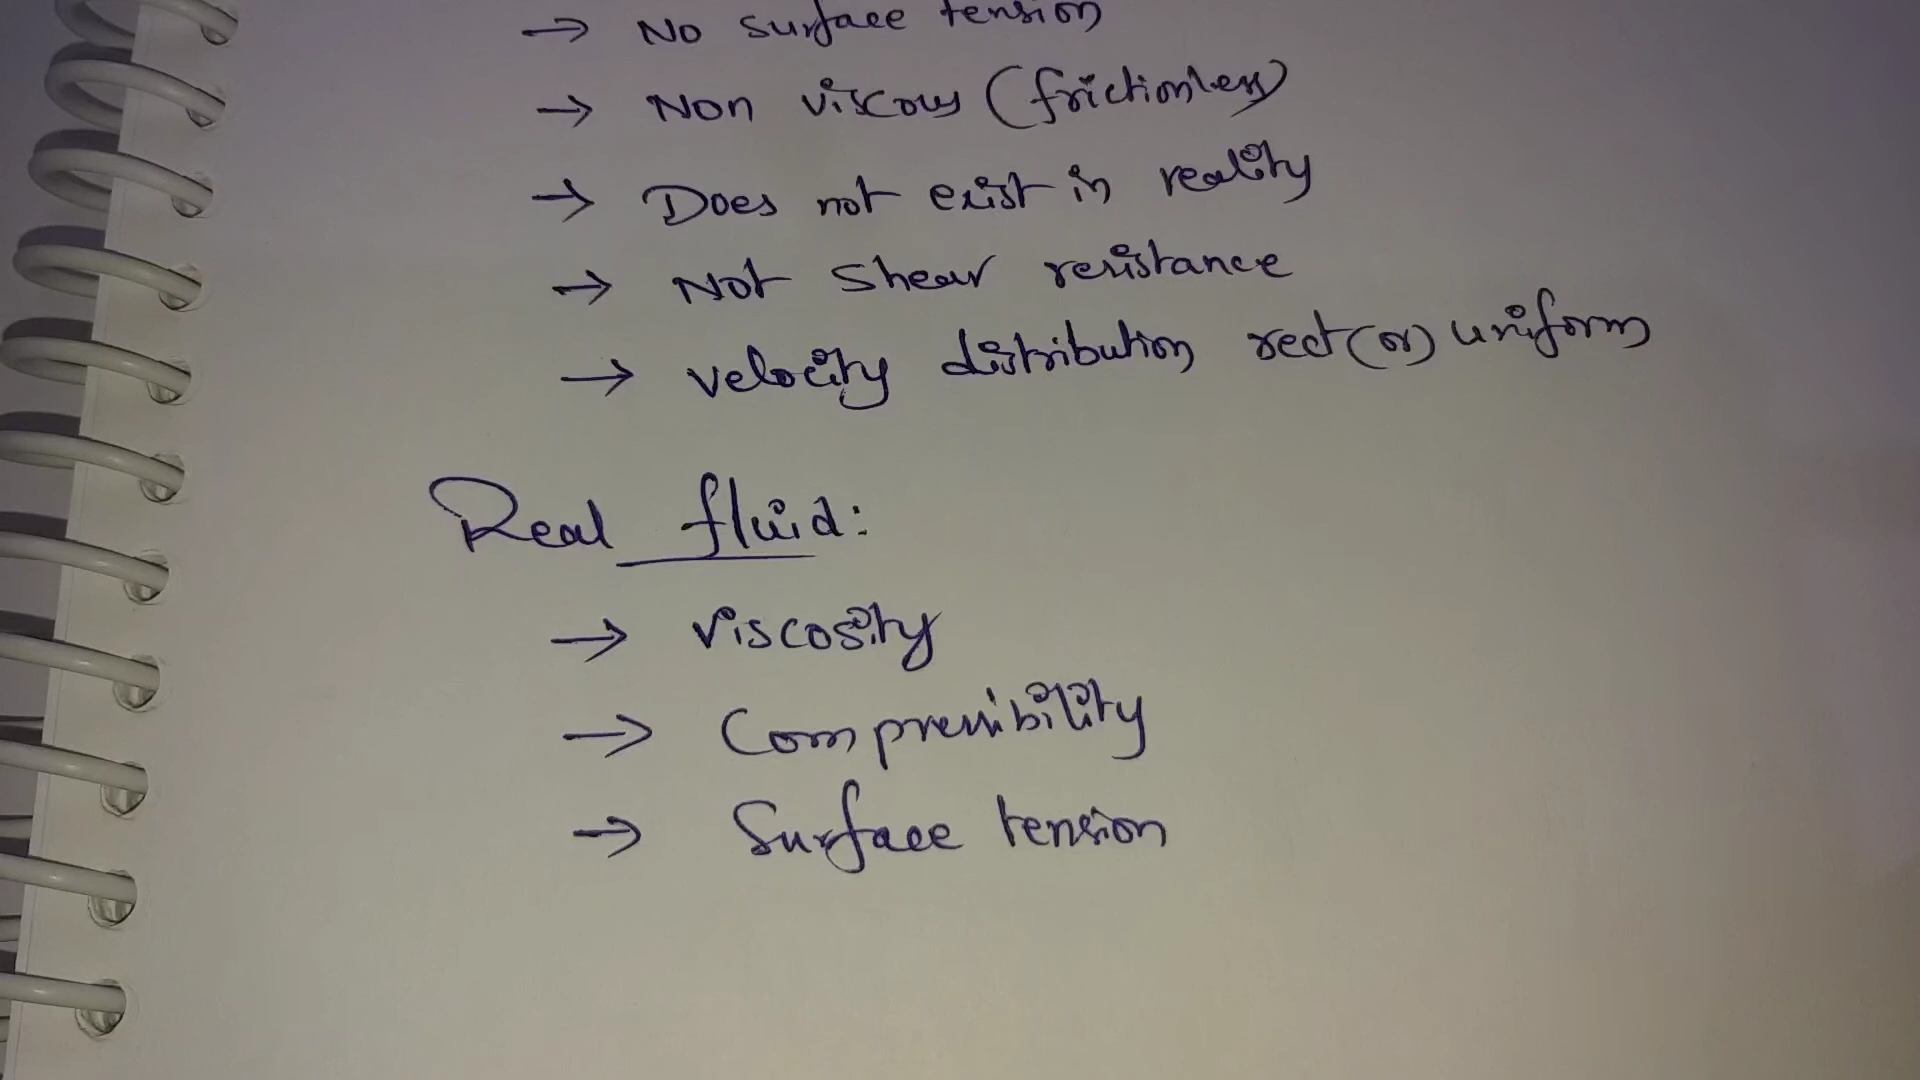 → No surface tension
→ Non viscous (frictionless)
→ Does not exist in reality
→ Not shear resistance
→ velocity distribution rect (or) uniform
Real fluid:
→ viscosity
→ Compressibility
→ Surface tension